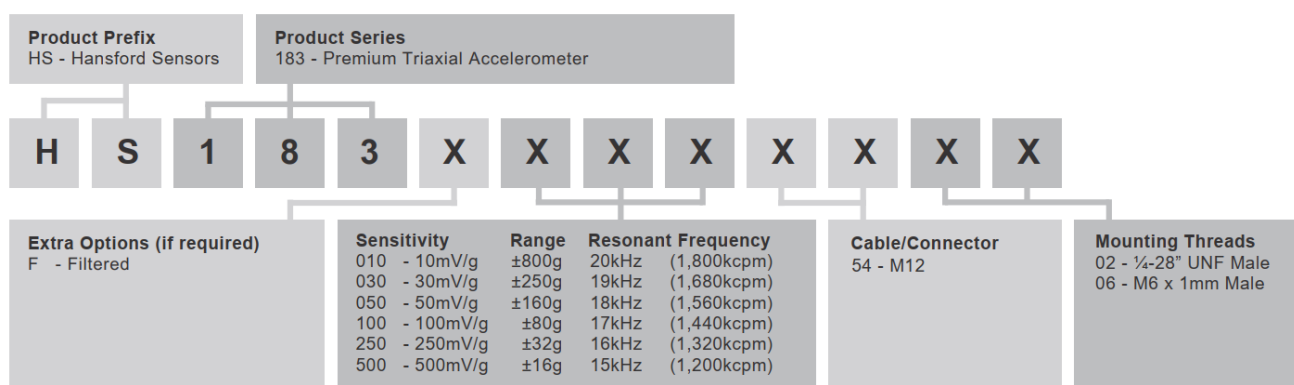 Product Prefix
HS - Hansford Sensors
Product Series
183 - Premium Triaxial Accelerometer
H S 1 8 3 X X X X X X X X
Extra Options (if required)
F - Filtered
Sensitivity Range Resonant Frequency
010 - 10mV/g ±800g 20kHz (1,800kcpm)
030 - 30mV/g ±250g 19kHz (1,680kcpm)
050 - 50mV/g ±160g 18kHz (1,560kcpm)
100 - 100mV/g ±80g 17kHz (1,440kcpm)
250 - 250mV/g ±32g 16kHz (1,320kcpm)
500 - 500mV/g ±16g 15kHz (1,200kcpm)
Cable/Connector
54 - M12
Mounting Threads
02 - ¼-28” UNF Male
06 - M6 x 1mm Male